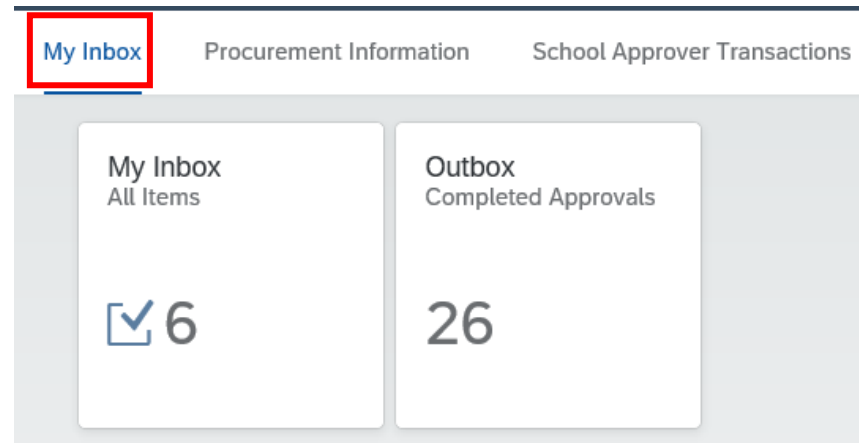 My Inbox Procurement Information School Approver Transactions
My Inbox
All Items
6
Outbox
Completed Approvals
26